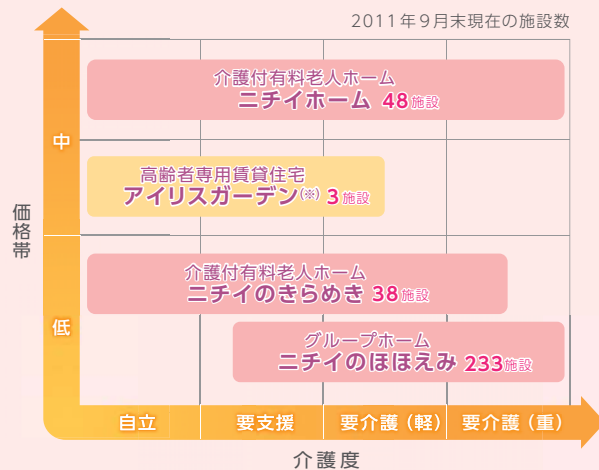 2011年9月末現在の施設数
中
介護付有料老人ホーム
ニチイホーム 48施設
高齢者専用賃貸住宅
アイリスガーデン(※) 3施設
価格帯
介護付有料老人ホーム
ニチイのきらめき 38施設
低
グループホーム
ニチイのほほえみ 233施設
自立 要支援 要介護(軽) 要介護(重)
介護度